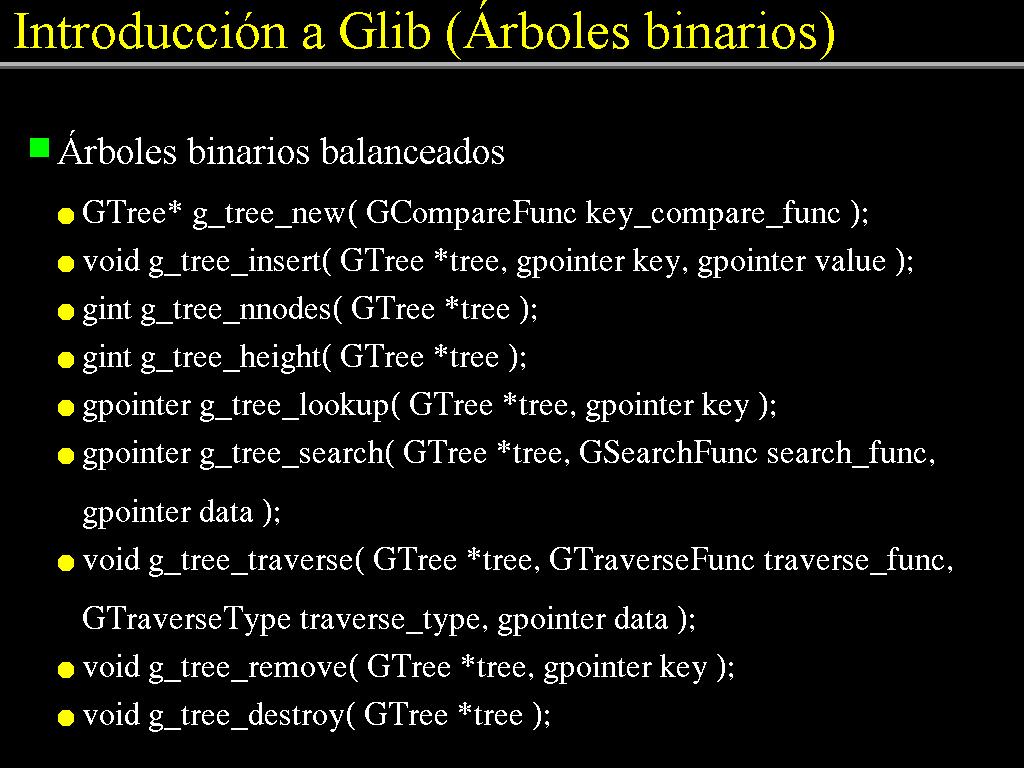 Introducción a Glib (Árboles binarios)
Árboles binarios balanceados
GTree* g_tree_new( GCompareFunc key_compare_func );
void g_tree_insert( GTree *tree, gpointer key, gpointer value );
gint g_tree_nnodes( GTree *tree );
gint g_tree_height( GTree *tree );
gpointer g_tree_lookup( GTree *tree, gpointer key );
gpointer g_tree_search( GTree *tree, GSearchFunc search_func,
gpointer data );
void g_tree_traverse( GTree *tree, GTraverseFunc traverse_func,
GTraverseType traverse_type, gpointer data );
void g_tree_remove( GTree *tree, gpointer key );
void g_tree_destroy( GTree *tree );